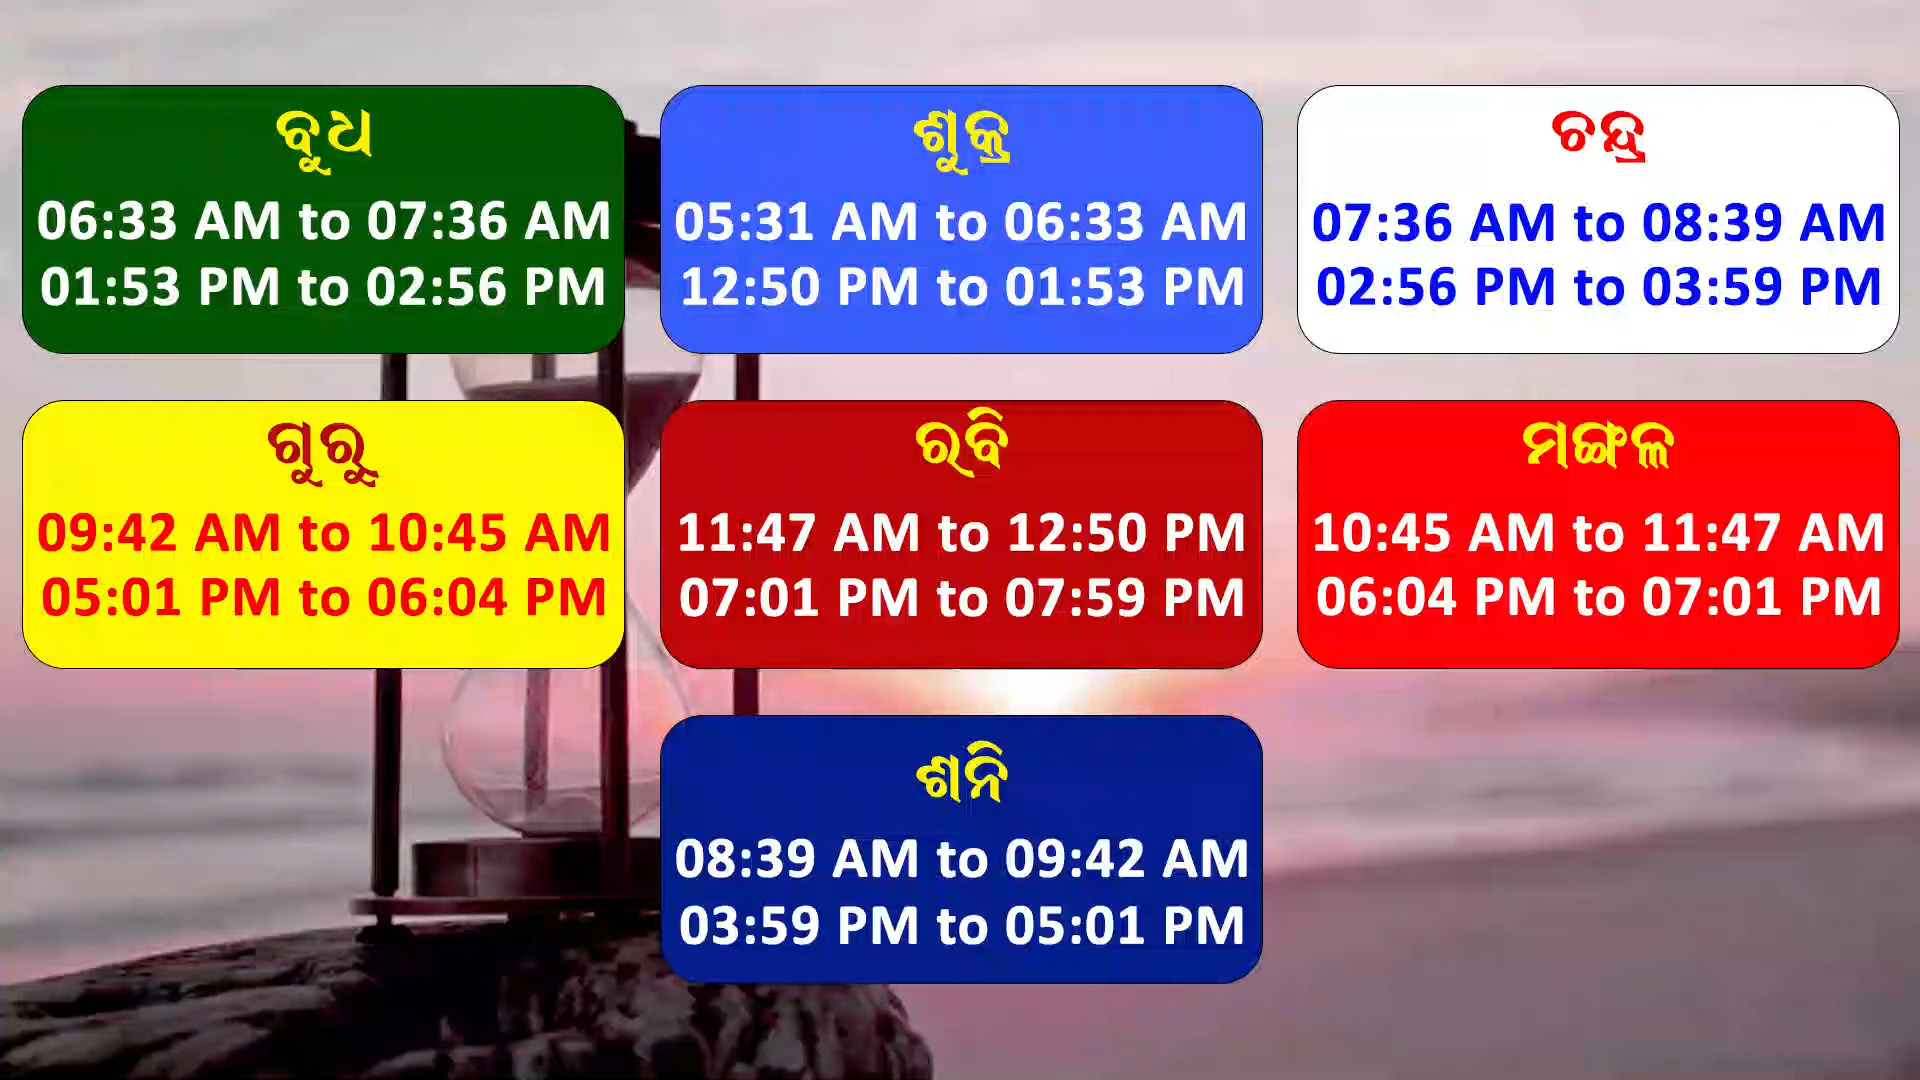 ବୁଧ
06:33 AM to 07:36 AM
01:53 PM to 02:56 PM
ଶୁକ୍ର
05:31 AM to 06:33 AM
12:50 PM to 01:53 PM
ଚନ୍ଦ୍ର
07:36 AM to 08:39 AM
02:56 PM to 03:59 PM
ଗୁରୁ
09:42 AM to 10:45 AM
05:01 PM to 06:04 PM
ରବି
11:47 AM to 12:50 PM
07:01 PM to 07:59 PM
ମଙ୍ଗଳ
10:45 AM to 11:47 AM
06:04 PM to 07:01 PM
ଶନି
08:39 AM to 09:42 AM
03:59 PM to 05:01 PM